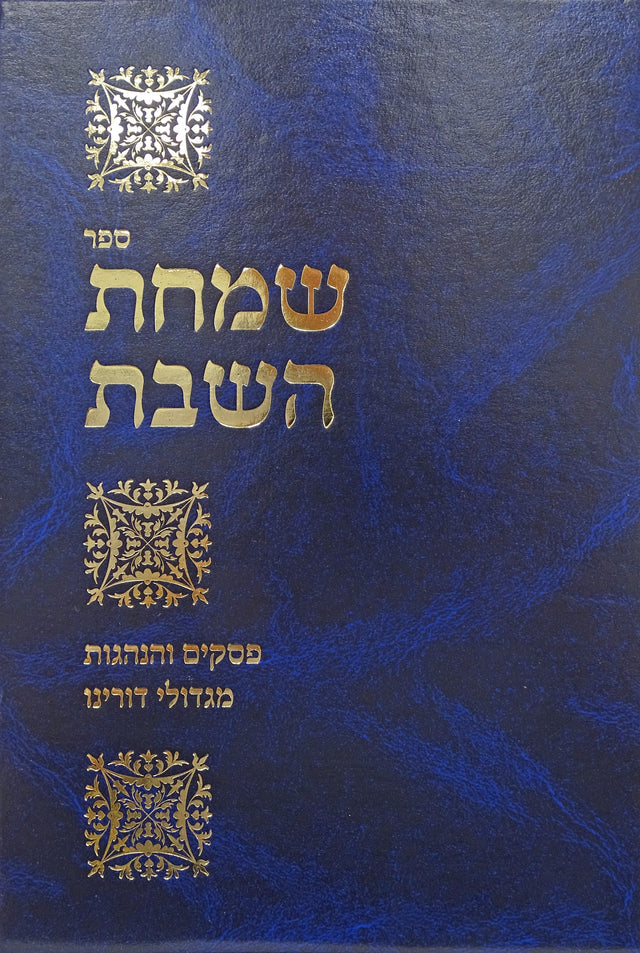 ספר
שמחת
השבת
פסקים והנהגות
מגדולי דורינו